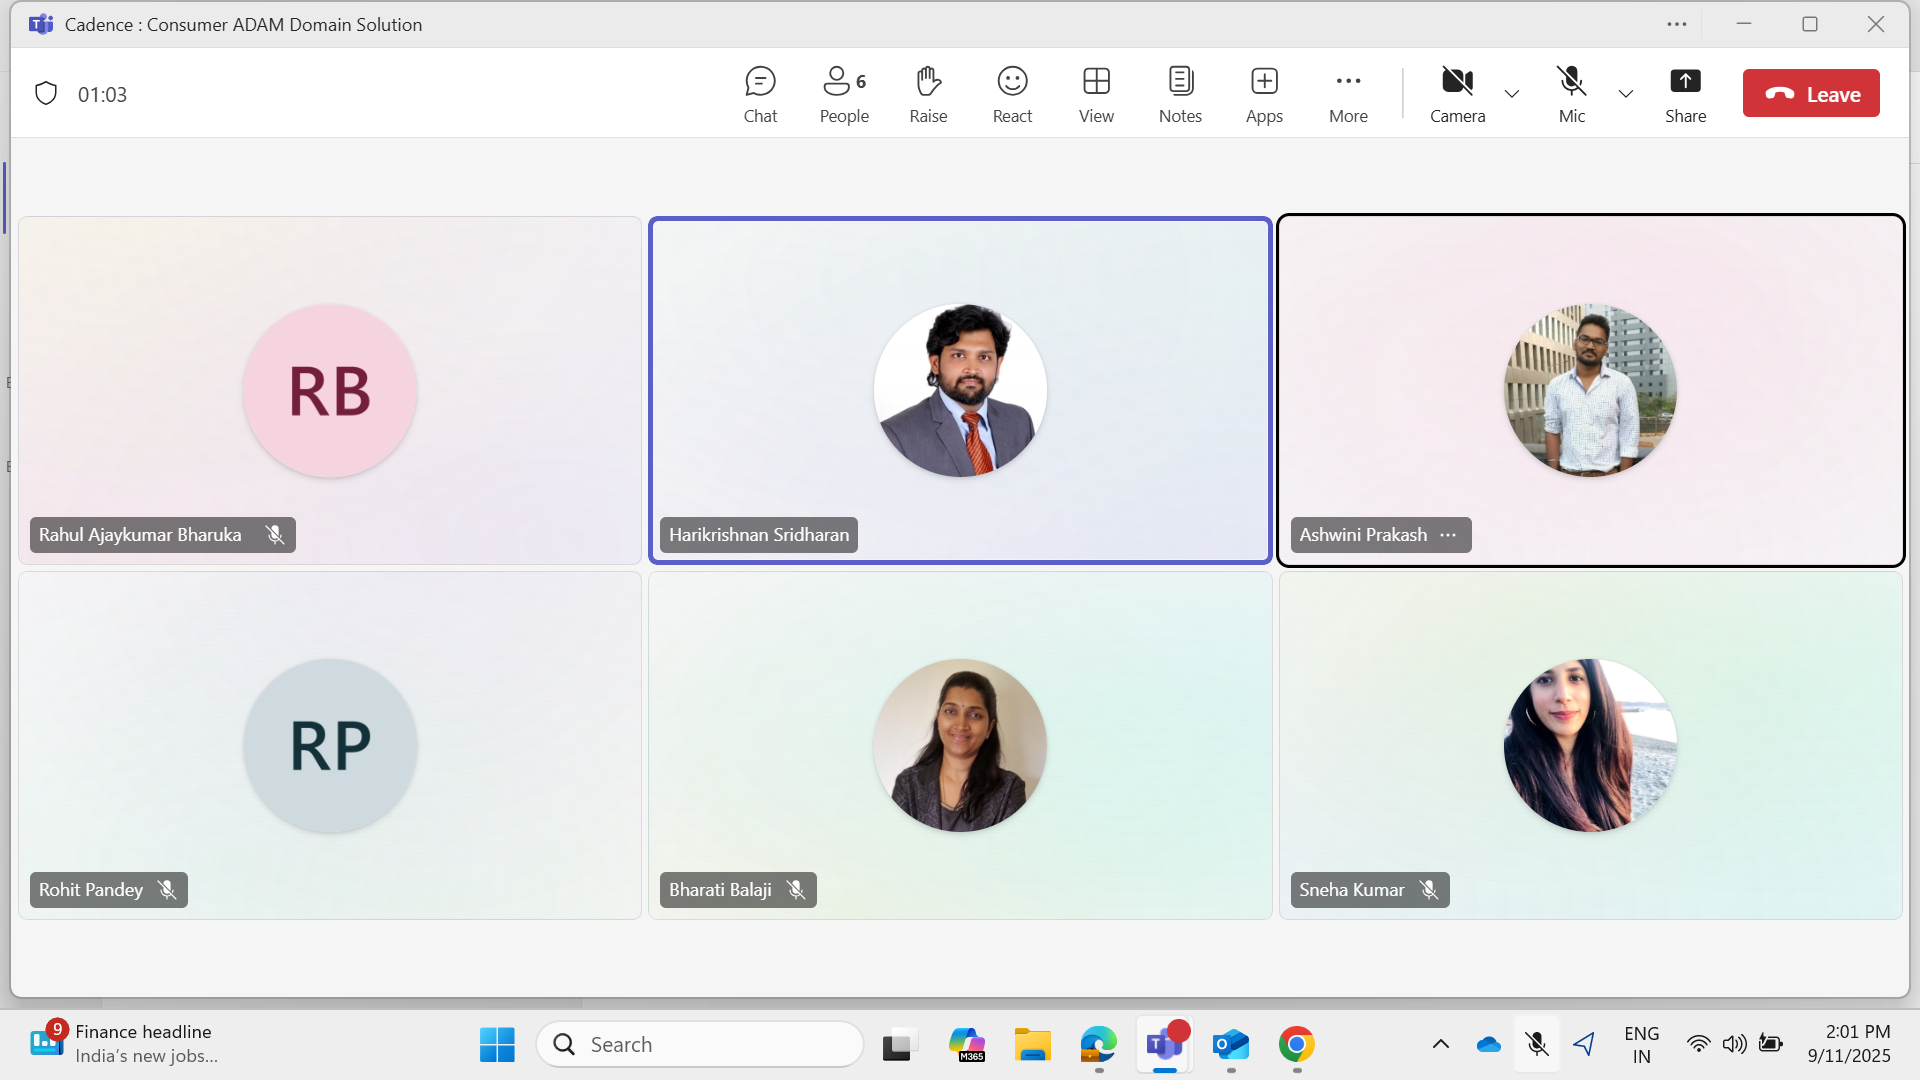 Cadence : Consumer ADAM Domain Solution
01:03
6
Chat
People
Raise
React
View
Notes
Apps
More
Camera
Mic
Share
Leave
RB
Rahul Ajaykumar Bharuka
Harikrishnan Sridharan
Ashwini Prakash
RP
Rohit Pandey
Bharati Balaji
Sneha Kumar
9
Finance headline
India's new jobs...
Search
M365
ENG
IN
2:01 PM
9/11/2025